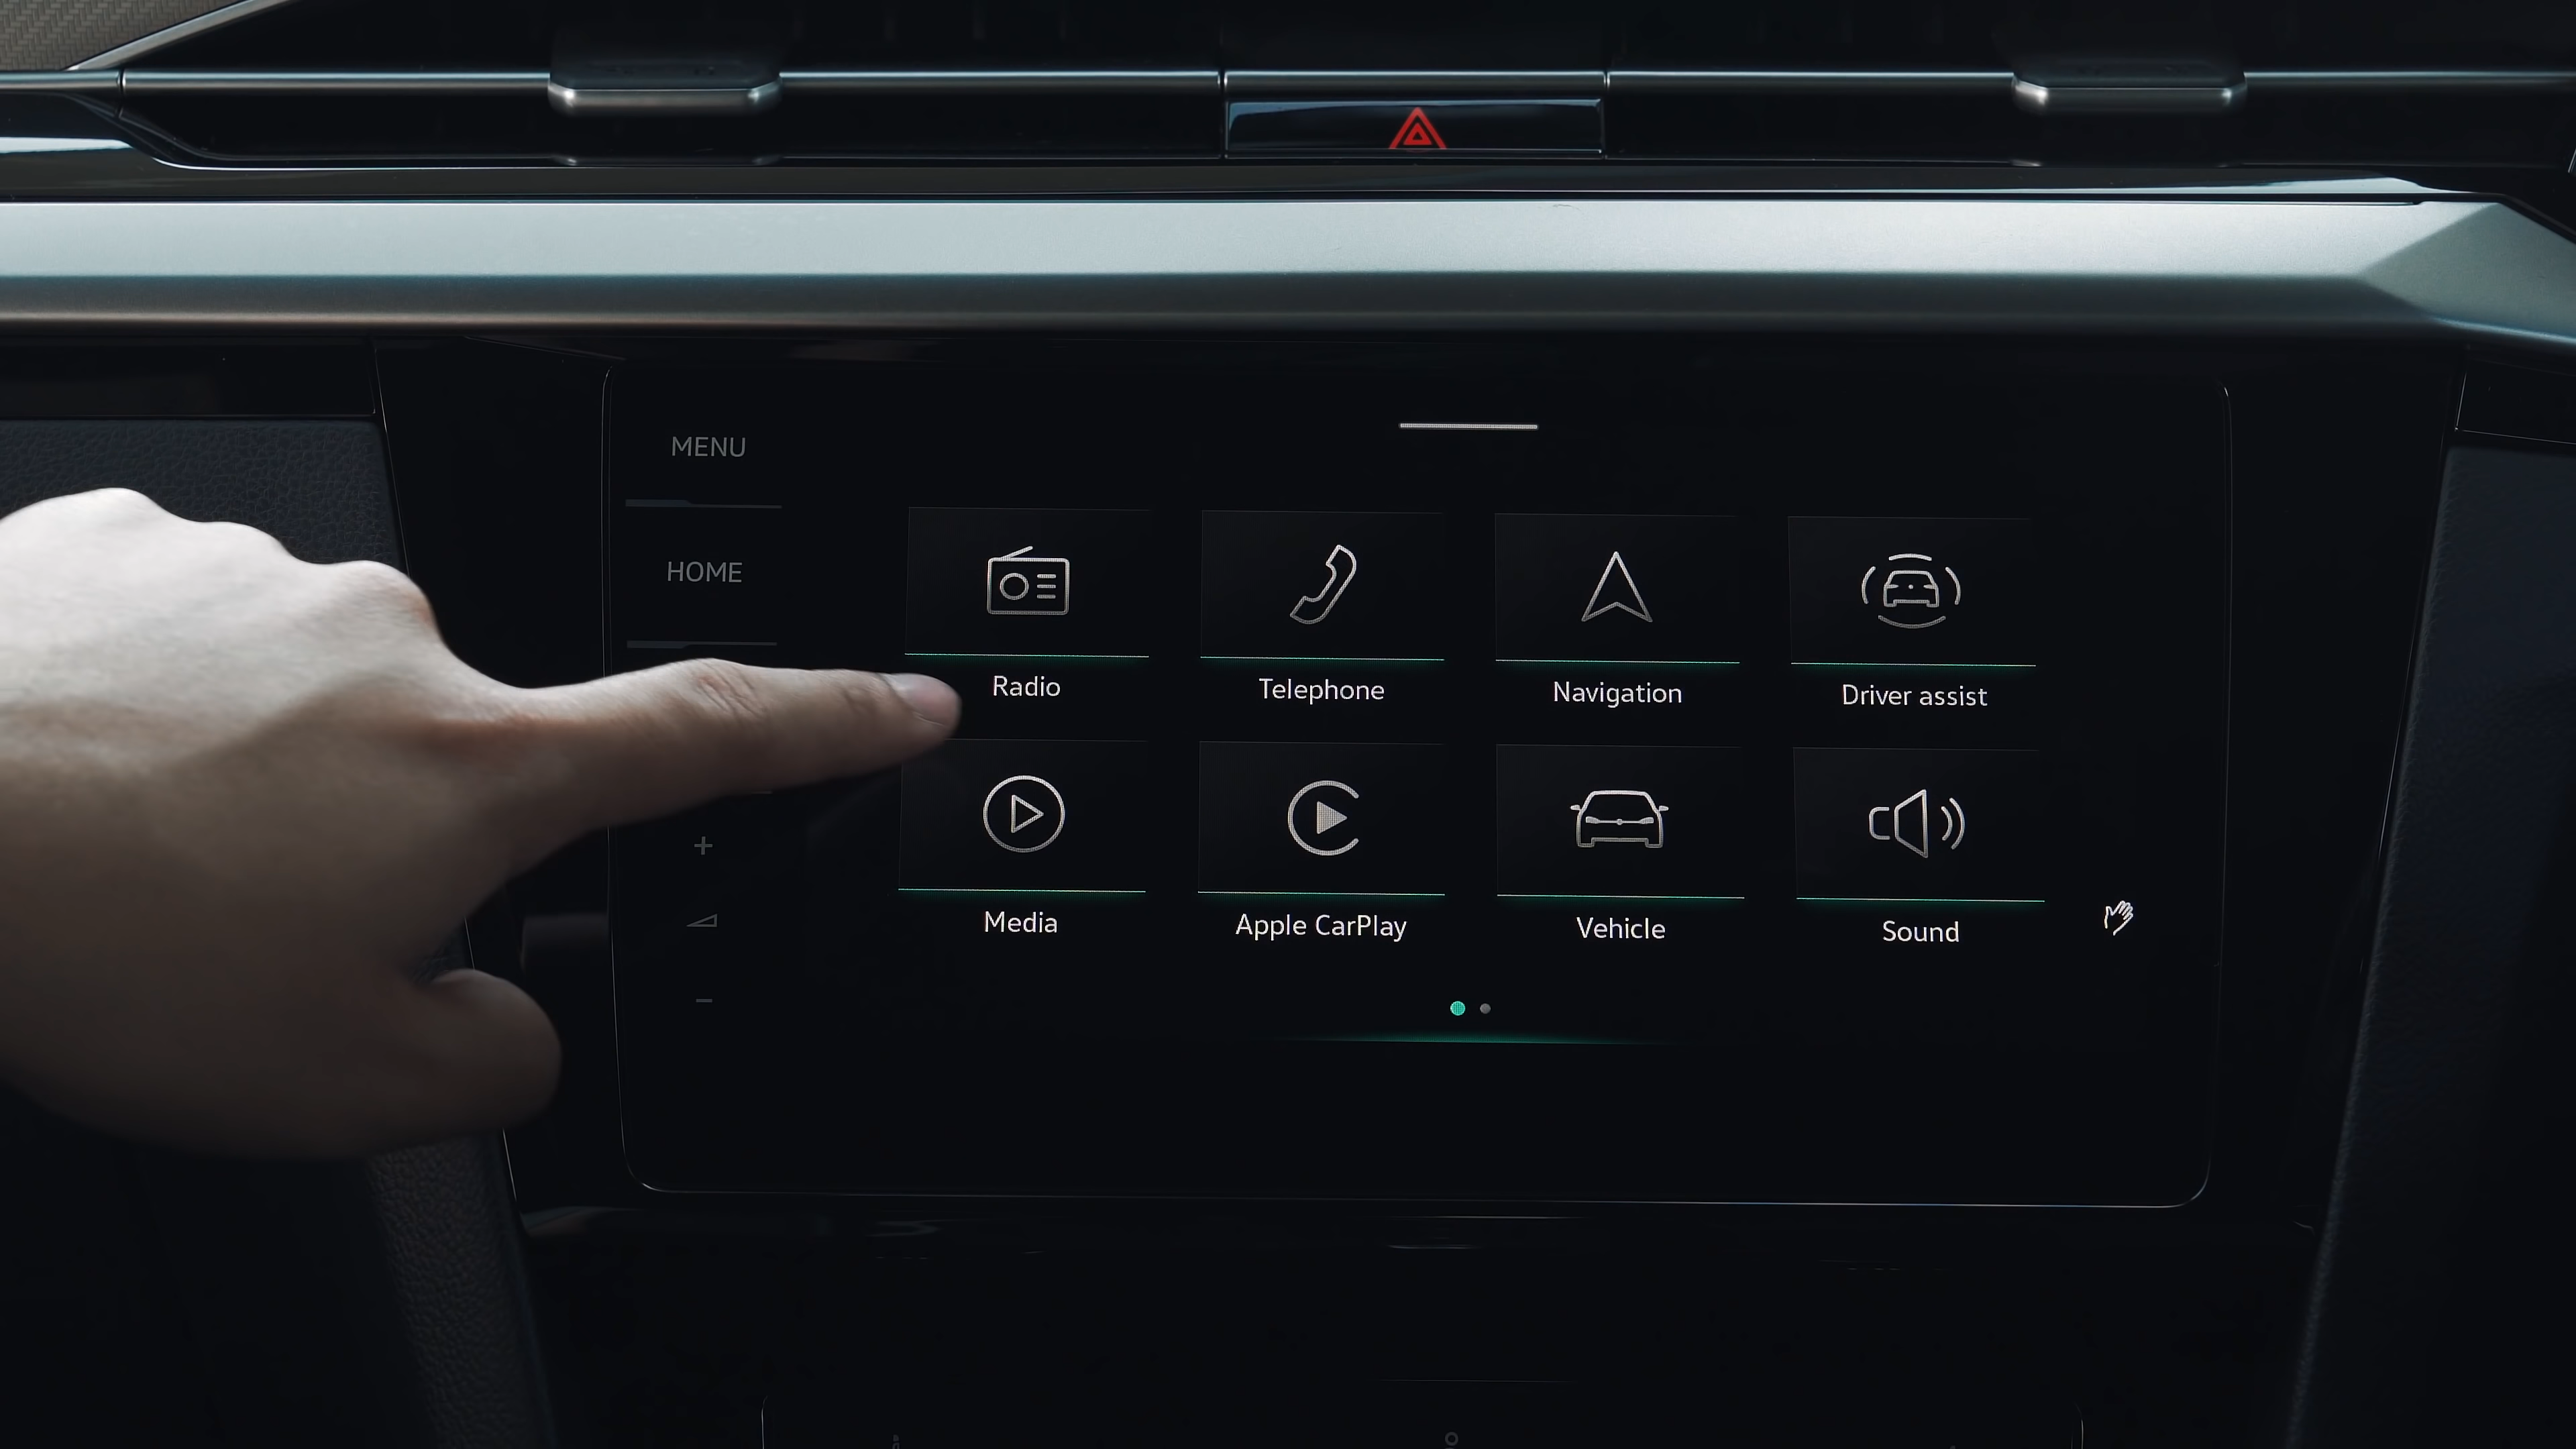 MENU
HOME
Radio
Telephone
Navigation
Driver assist
+
Media
Apple CarPlay
Vehicle
Sound
-